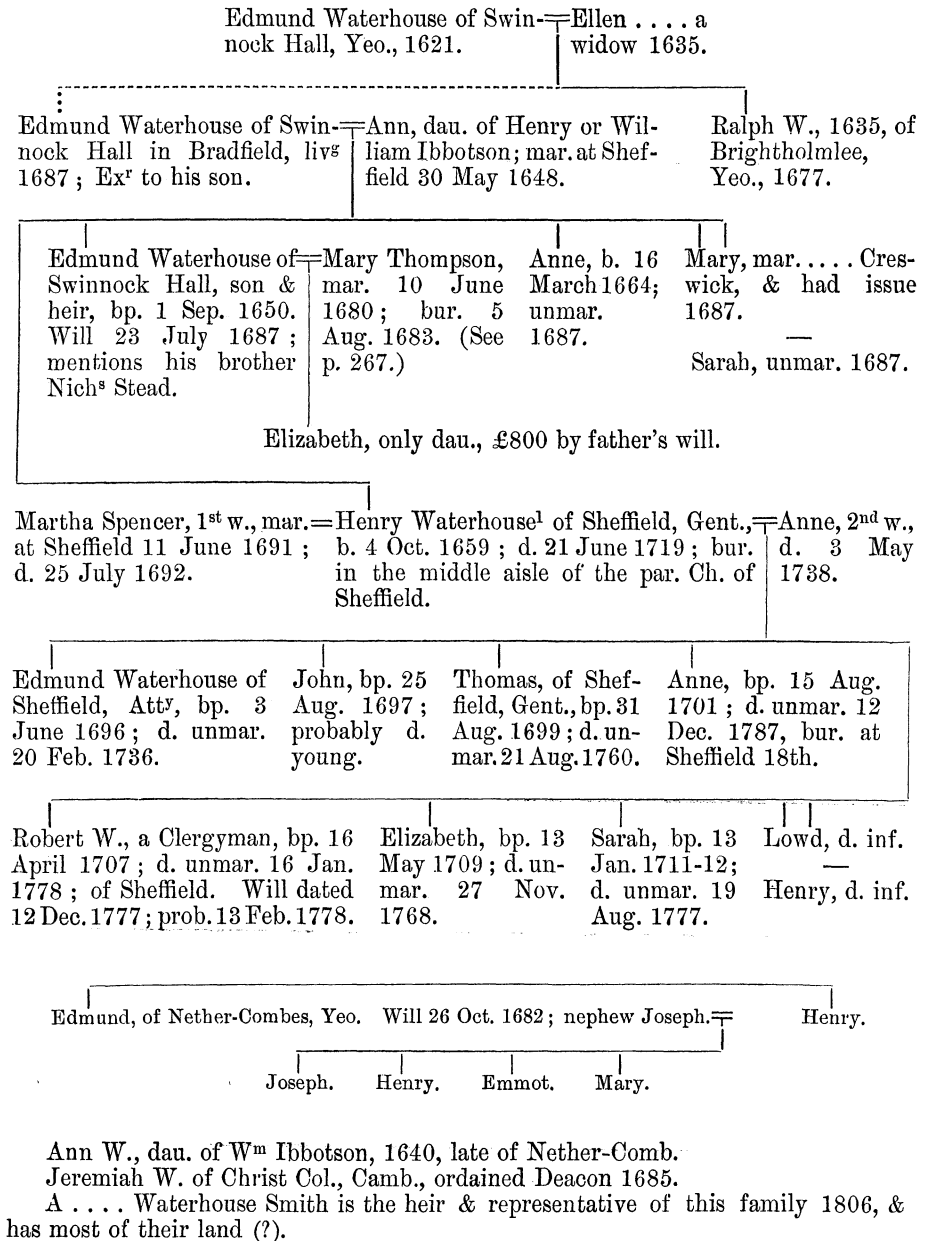 Edmund Waterhouse of Swin-
nock Hall, Yeo., 1621.
Ellen .... a
widow 1635.
Edmund Waterhouse of Swin-
nock Hall in Bradfield, livᵍ
1687 ; Exʳ to his son.
Ann, dau. of Henry or Wil-
liam Ibbotson; mar. at Shef-
field 30 May 1648.
Ralph W., 1635, of
Brightholmlee,
Yeo., 1677.
Edmund Waterhouse of
Swinnock Hall, son &
heir, bp. 1 Sep. 1650.
Will 23 July 1687 ;
mentions his brother
Nichˢ Stead.
Mary Thompson,
mar. 10 June
1680 ; bur. 5
Aug. 1683. (See
p. 267.)
Anne, b. 16
March 1664;
unmar.
1687.
Mary, mar..... Cres-
wick, & had issue
1687.
—
Sarah, unmar. 1687.
Elizabeth, only dau., £800 by father's will.
Martha Spencer, 1ˢᵗ w., mar.
at Sheffield 11 June 1691 ;
d. 25 July 1692.
Henry Waterhouse¹ of Sheffield, Gent.,
b. 4 Oct. 1659 ; d. 21 June 1719 ; bur.
in the middle aisle of the par. Ch. of
Sheffield.
Anne, 2ⁿᵈ w.,
d. 3 May
1738.
Edmund Waterhouse of
Sheffield, Attʸ, bp. 3
June 1696 ; d. unmar.
20 Feb. 1736.
John, bp. 25
Aug. 1697 ;
probably d.
young.
Thomas, of Shef-
field, Gent., bp. 31
Aug. 1699 ; d. un-
mar. 21 Aug. 1760.
Anne, bp. 15 Aug.
1701 ; d. unmar. 12
Dec. 1787, bur. at
Sheffield 18th.
Robert W., a Clergyman, bp. 16
April 1707 ; d. unmar. 16 Jan.
1778 ; of Sheffield. Will dated
12 Dec. 1777 ; prob. 13 Feb. 1778.
Elizabeth, bp. 13
May 1709 ; d. un-
mar. 27 Nov.
1768.
Sarah, bp. 13
Jan. 1711-12;
d. unmar. 19
Aug. 1777.
Lowd, d. inf.
—
Henry, d. inf.
Edmund, of Nether-Combes, Yeo. Will 26 Oct. 1682 ; nephew Joseph.
Henry.
Joseph. Henry. Emmot. Mary.
Ann W., dau. of Wᵐ Ibbotson, 1640, late of Nether-Comb.
Jeremiah W. of Christ Col., Camb., ordained Deacon 1685.
A .... Waterhouse Smith is the heir & representative of this family 1806, &
has most of their land (?).